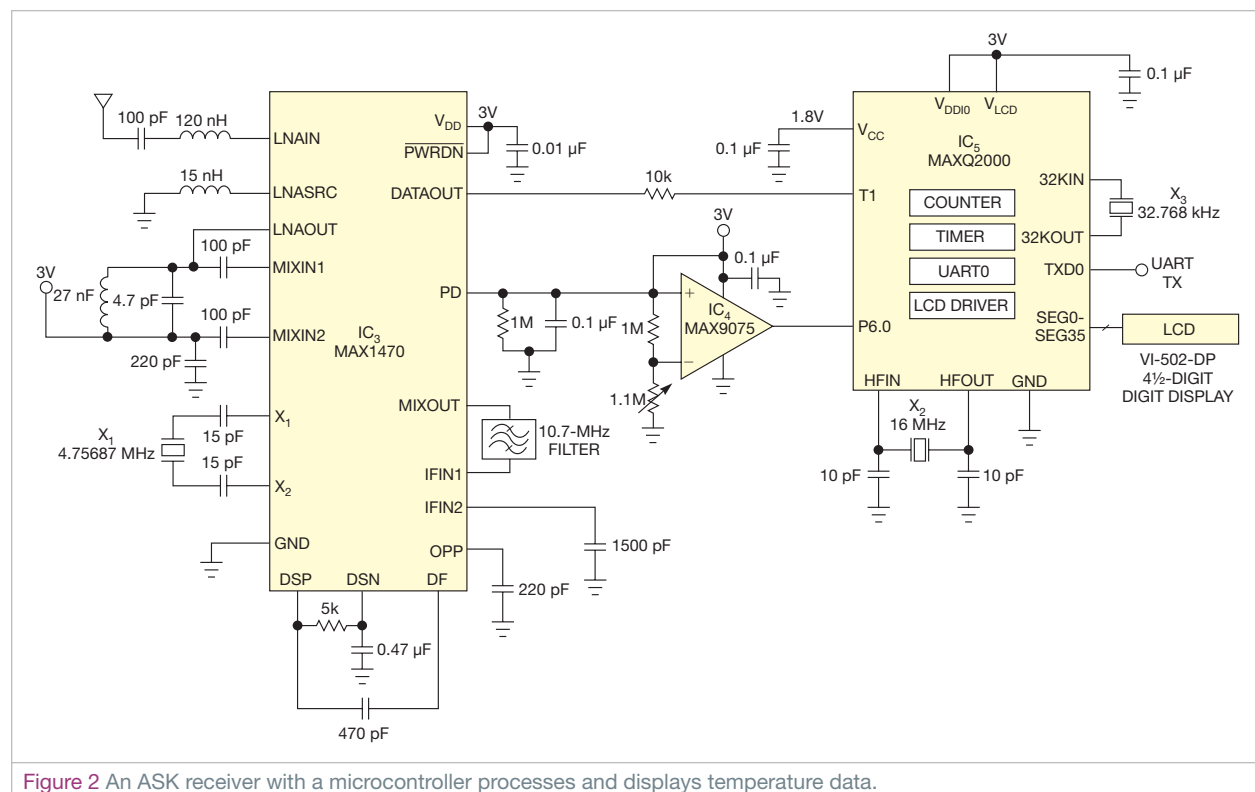 100 pF
120 nH
LNAIN
15 nH
LNASRC
LNAOUT
100 pF
MIXIN1
3V
27 nF
4.7 pF
100 pF
MIXIN2
220 pF
X1
4.75687 MHz
15 pF
X1
15 pF
X2
GND
DSP
DSN
DF
5k
0.47 µF
470 pF
IC3
MAX1470
VDD
3V
PWRDN
0.01 µF
DATAOUT
10k
PD
1M
0.1 µF
MIXOUT
10.7-MHz
FILTER
IFIN1
IFIN2
1500 pF
OPP
220 pF
3V
0.1 µF
+
1M
−
1.1M
IC4
MAX9075
3V
0.1 µF
VDDI0
VLCD
1.8V
VCC
0.1 µF
IC5
MAXQ2000
T1
COUNTER
TIMER
UART0
LCD DRIVER
P6.0
32KIN
X3
32.768 kHz
32KOUT
TXD0
UART
TX
SEG0-
SEG35
LCD
VI-502-DP
4½-DIGIT
DIGIT DISPLAY
HFIN
HFOUT
GND
X2
16 MHz
10 pF
10 pF
Figure 2 An ASK receiver with a microcontroller processes and displays temperature data.